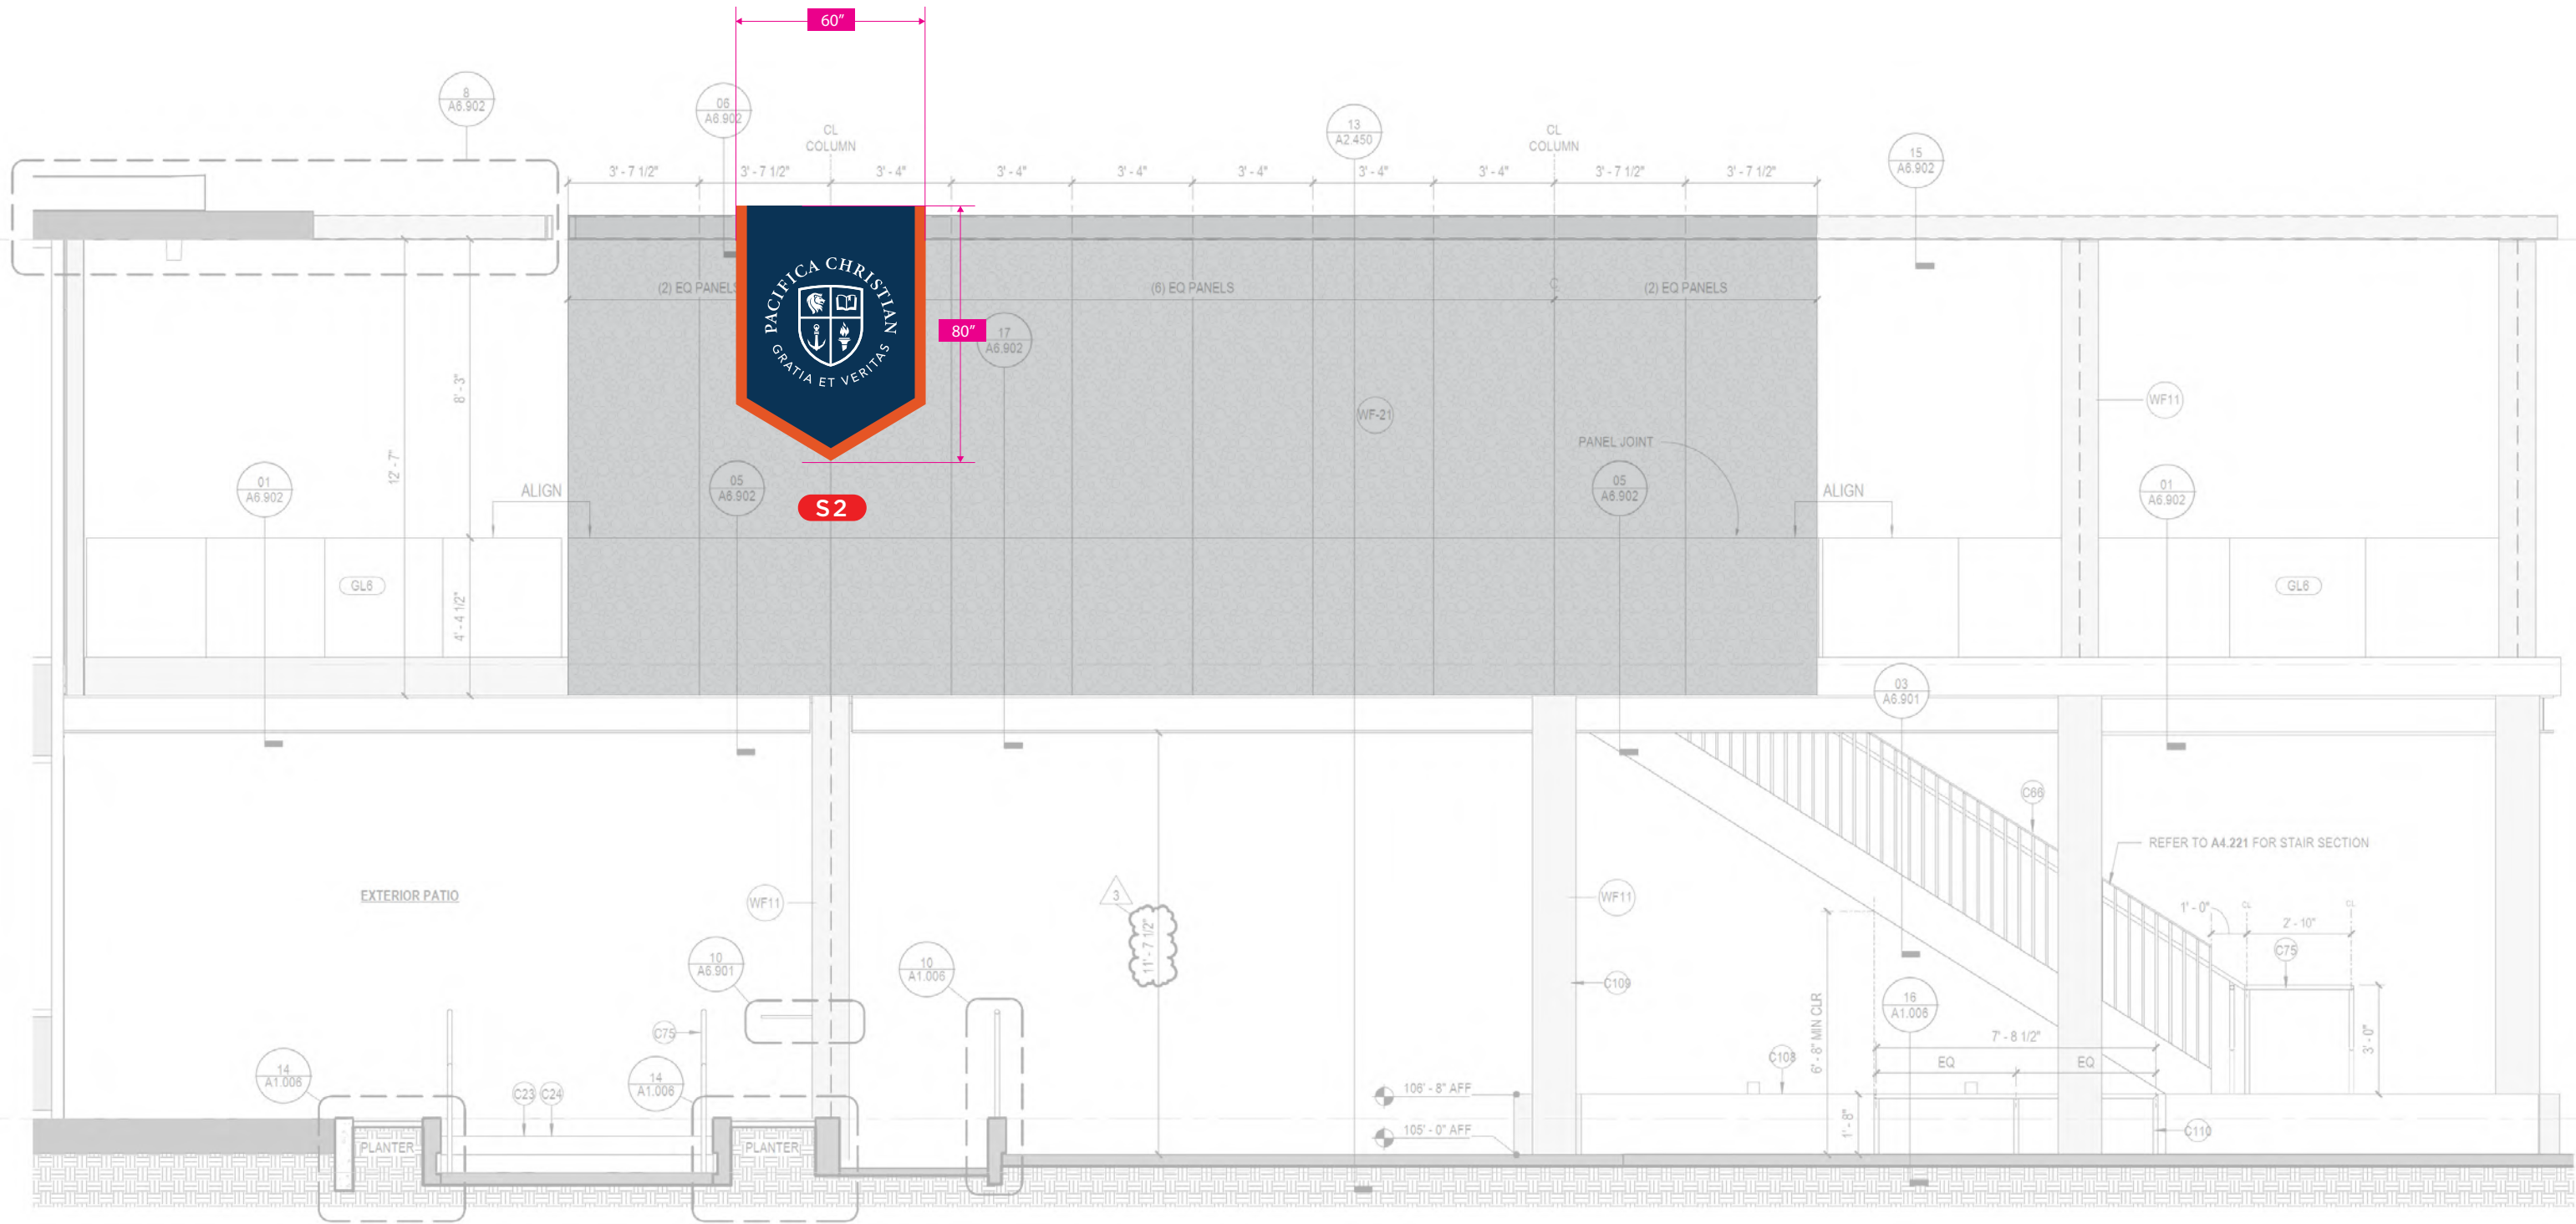 60"
8
A6.902
06
A6.902
CL
COLUMN
13
A2.450
CL
COLUMN
15
A6.902
3' - 7 1/2"
3' - 7 1/2"
3' - 4"
3' - 4"
3' - 4"
3' - 4"
3' - 4"
3' - 4"
3' - 7 1/2"
3' - 7 1/2"
PACIFICA CHRISTIAN
GRATIA ET VERITAS
(2) EQ PANELS
(6) EQ PANELS
(2) EQ PANELS
80"
17
A6.902
8' - 3"
12' - 7"
WF-21
WF11
PANEL JOINT
01
A6.902
ALIGN
05
A6.902
S2
05
A6.902
ALIGN
01
A6.902
GL6
4' - 4 1/2"
GL6
03
A6.901
C66
REFER TO A4.221 FOR STAIR SECTION
EXTERIOR PATIO
WF11
3
11' - 7 1/2"
WF11
1' - 0"
CL
2' - 10"
CL
C75
10
A6.901
10
A1.006
C109
6' - 8" MIN CLR
16
A1.006
7' - 8 1/2"
EQ
EQ
3' - 0"
C75
14
A1.006
14
A1.006
C23
C24
C108
106' - 8" AFF
105' - 0" AFF
1' - 8"
C110
PLANTER
PLANTER